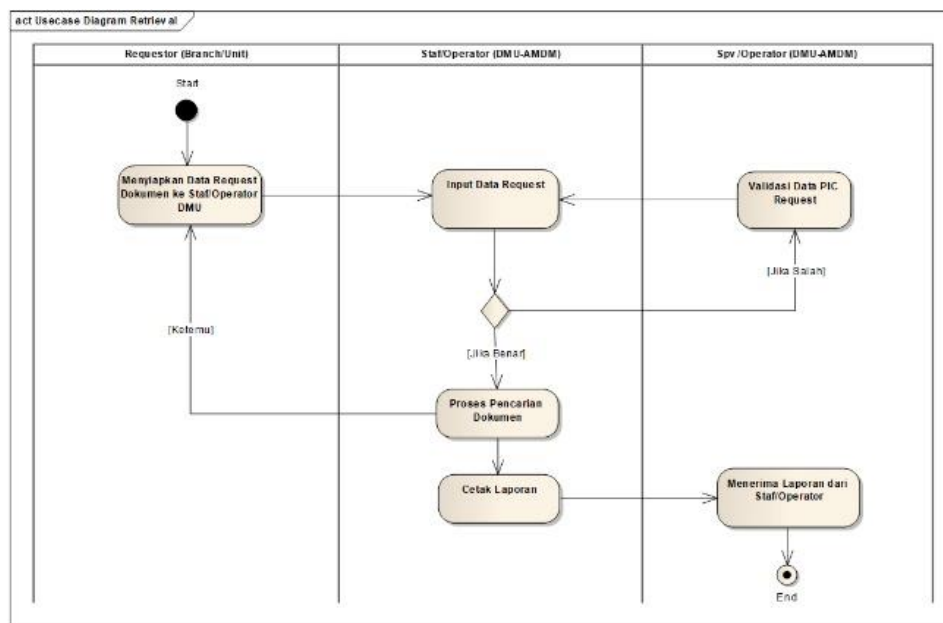 act Usecase Diagram Retrieval
Requestor (Branch/Unit)
Staf/Operator (DMU-AMDM)
Spv /Operator (DMU-AMDM)
Start
Menyiapkan Data Request
Dokumen ke Staf/Operator
DMU
Input Data Request
Validasi Data PIC
Request
[Jika Salah]
[Ketemu]
[Jika Benar]
Proses Pencarian
Dokumen
Cetak Laporan
Menerima Laporan dari
Staf/Operator
End